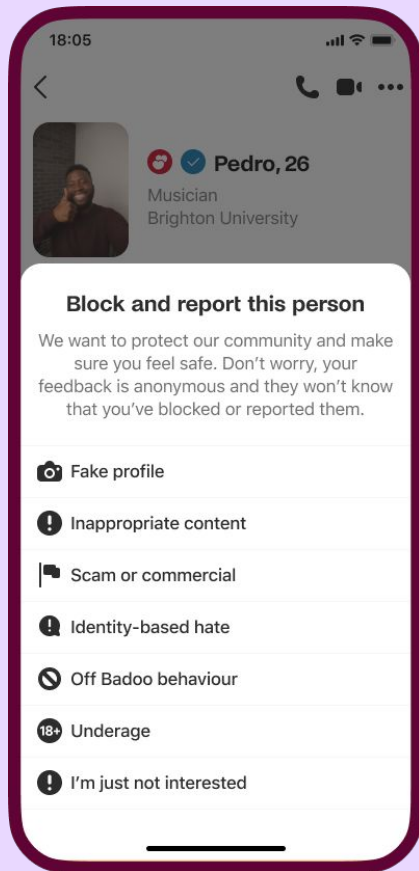 18:05
Pedro, 26
Musician
Brighton University
Block and report this person
We want to protect our community and make
sure you feel safe. Don’t worry, your
feedback is anonymous and they won’t know
that you’ve blocked or reported them.
Fake profile
Inappropriate content
Scam or commercial
Identity-based hate
Off Badoo behaviour
18+ Underage
I’m just not interested